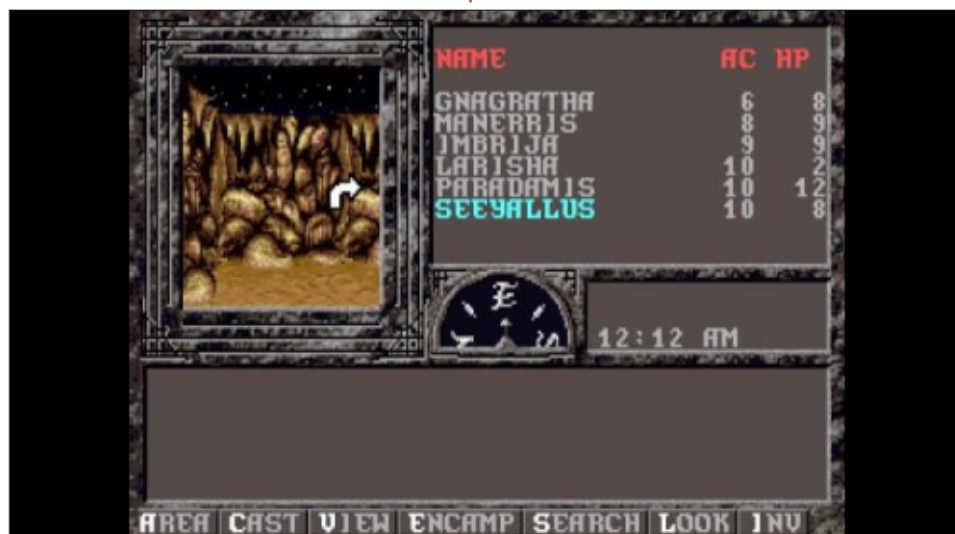 NAME AC HP
GNAGRATHA 6 8
MANERRIS 8 9
IMBRIJA 9 9
LARISHA 10 2
PARADAMIS 10 12
SEEYALLUS 10 8
E
N S
12:12 AM
AREA CAST VIEW ENCAMP SEARCH LOOK INV